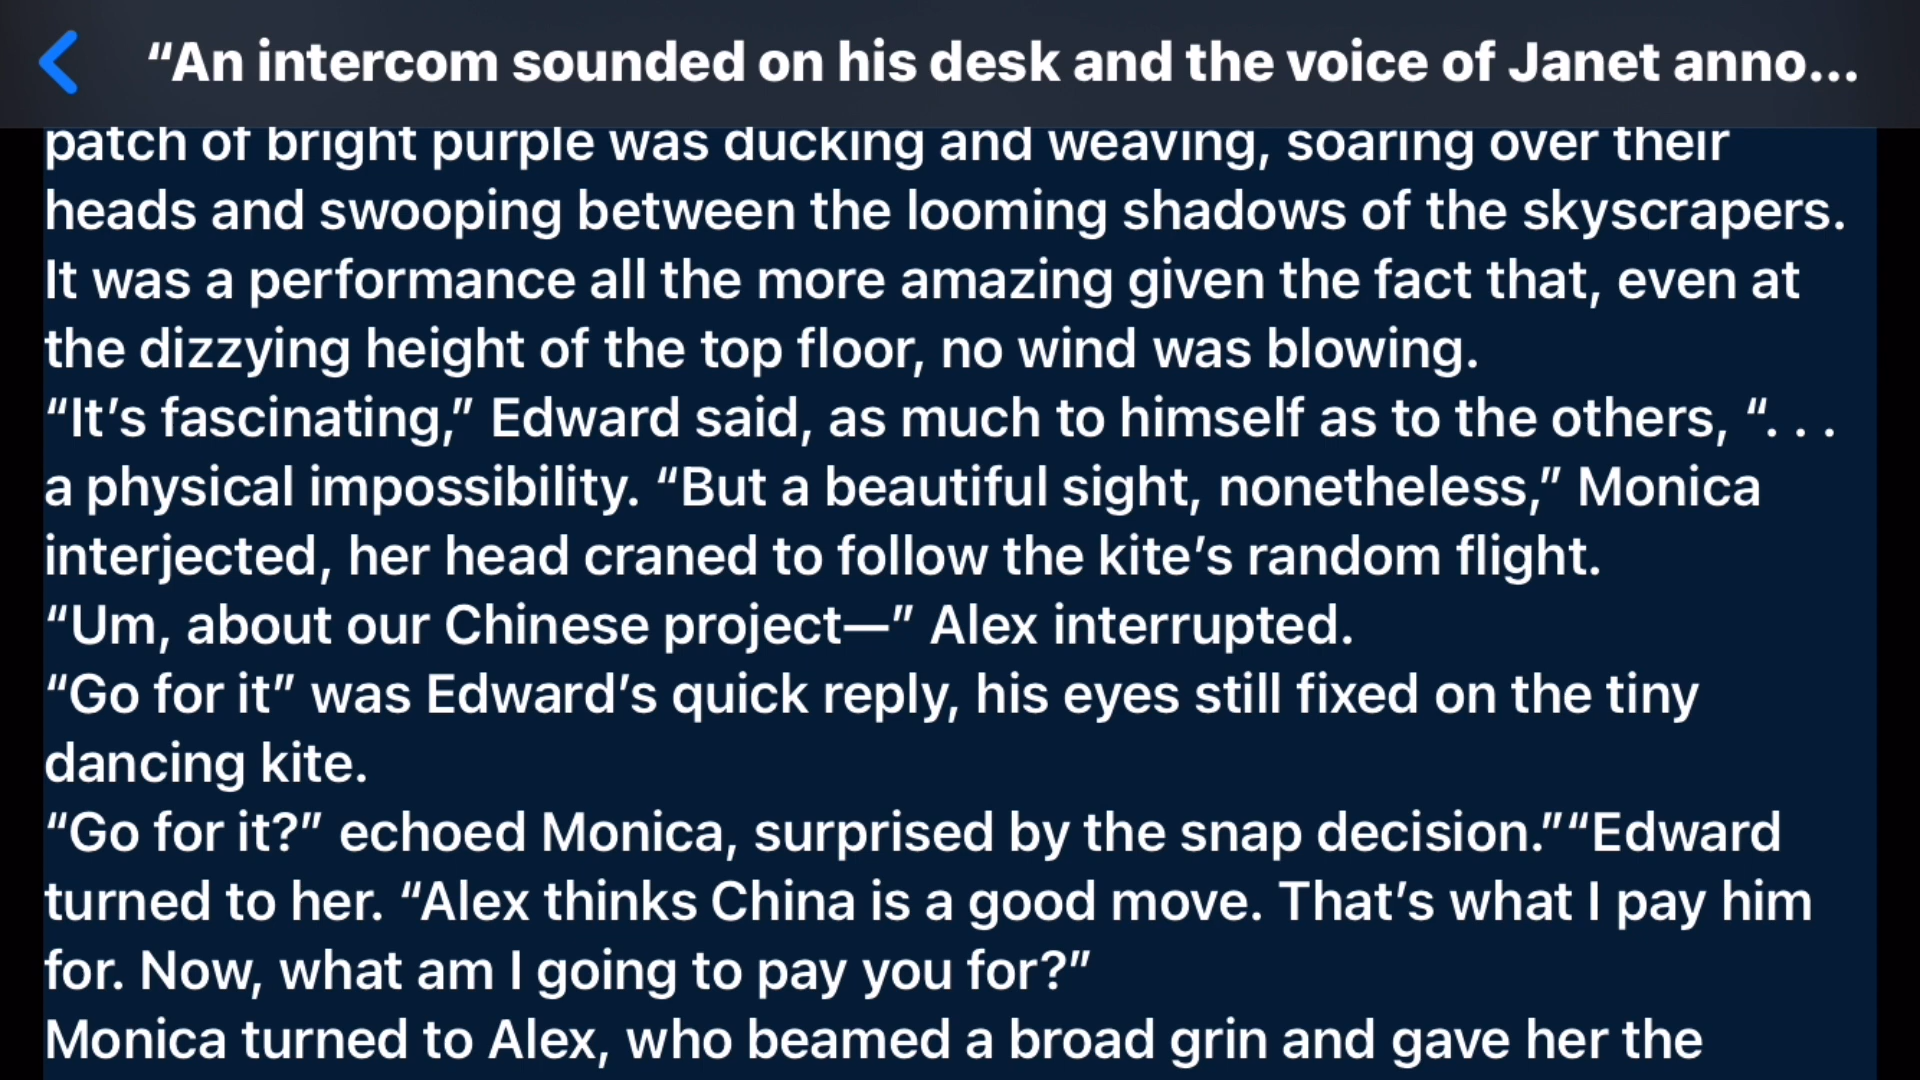 “An intercom sounded on his desk and the voice of Janet anno...
patch of bright purple was ducking and weaving, soaring over their
heads and swooping between the looming shadows of the skyscrapers.
It was a performance all the more amazing given the fact that, even at
the dizzying height of the top floor, no wind was blowing.
“It’s fascinating,” Edward said, as much to himself as to the others, “. . .
a physical impossibility. “But a beautiful sight, nonetheless,” Monica
interjected, her head craned to follow the kite’s random flight.
“Um, about our Chinese project—” Alex interrupted.
“Go for it” was Edward’s quick reply, his eyes still fixed on the tiny
dancing kite.
“Go for it?” echoed Monica, surprised by the snap decision.”“Edward
turned to her. “Alex thinks China is a good move. That’s what I pay him
for. Now, what am I going to pay you for?”
Monica turned to Alex, who beamed a broad grin and gave her the